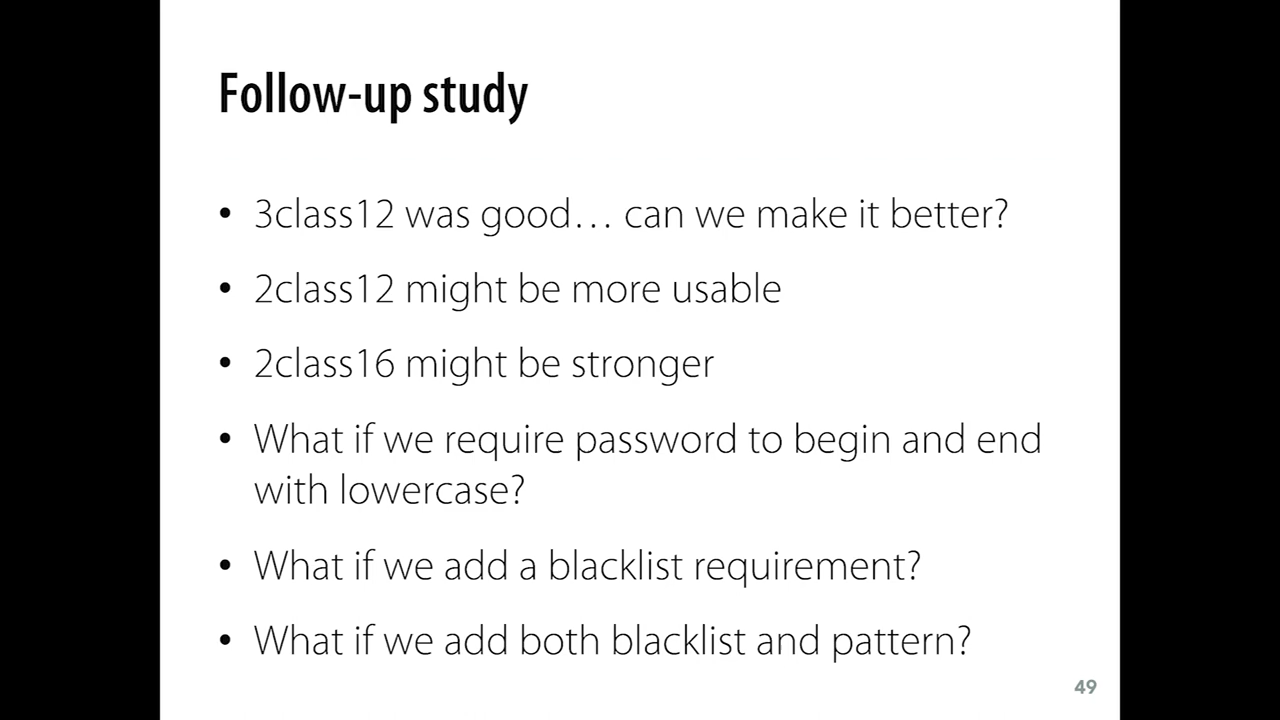 Follow-up study
• 3class12 was good… can we make it better?
• 2class12 might be more usable
• 2class16 might be stronger
• What if we require password to begin and end
with lowercase?
• What if we add a blacklist requirement?
• What if we add both blacklist and pattern?
49